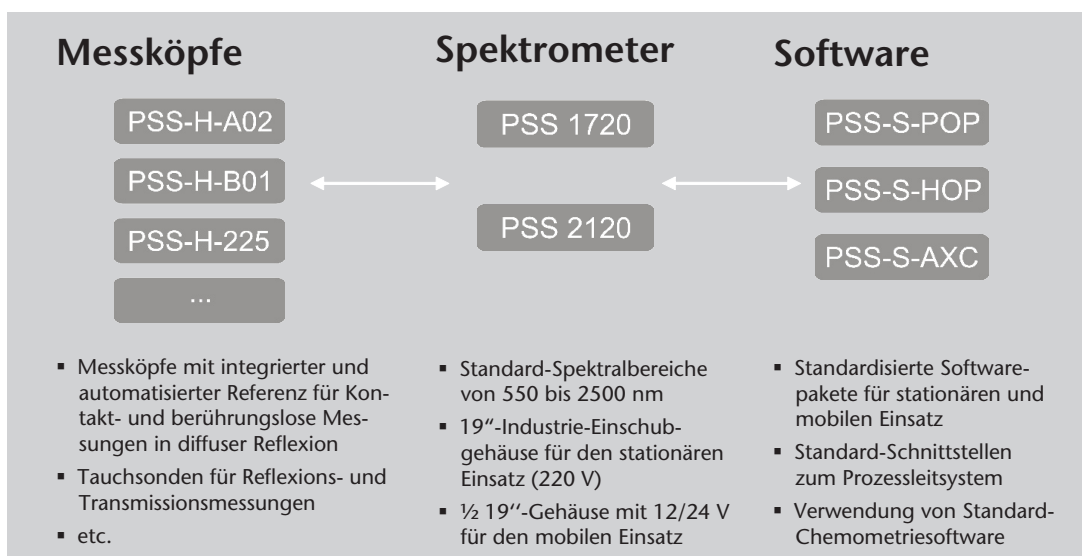 Messköpfe
PSS-H-A02
PSS-H-B01
PSS-H-225
...
▪ Messköpfe mit integrierter und
automatisierter Referenz für Kon-
takt- und berührungslose Mes-
sungen in diffuser Reflexion
▪ Tauchsonden für Reflexions- und
Transmissionsmessungen
▪ etc.
Spektrometer
PSS 1720
PSS 2120
▪ Standard-Spektralbereiche
von 550 bis 2500 nm
▪ 19“-Industrie-Einschub-
gehäuse für den stationären
Einsatz (220 V)
▪ ½ 19‘‘-Gehäuse mit 12/24 V
für den mobilen Einsatz
Software
PSS-S-POP
PSS-S-HOP
PSS-S-AXC
▪ Standardisierte Software-
pakete für stationären und
mobilen Einsatz
▪ Standard-Schnittstellen
zum Prozessleitsystem
▪ Verwendung von Standard-
Chemometriesoftware